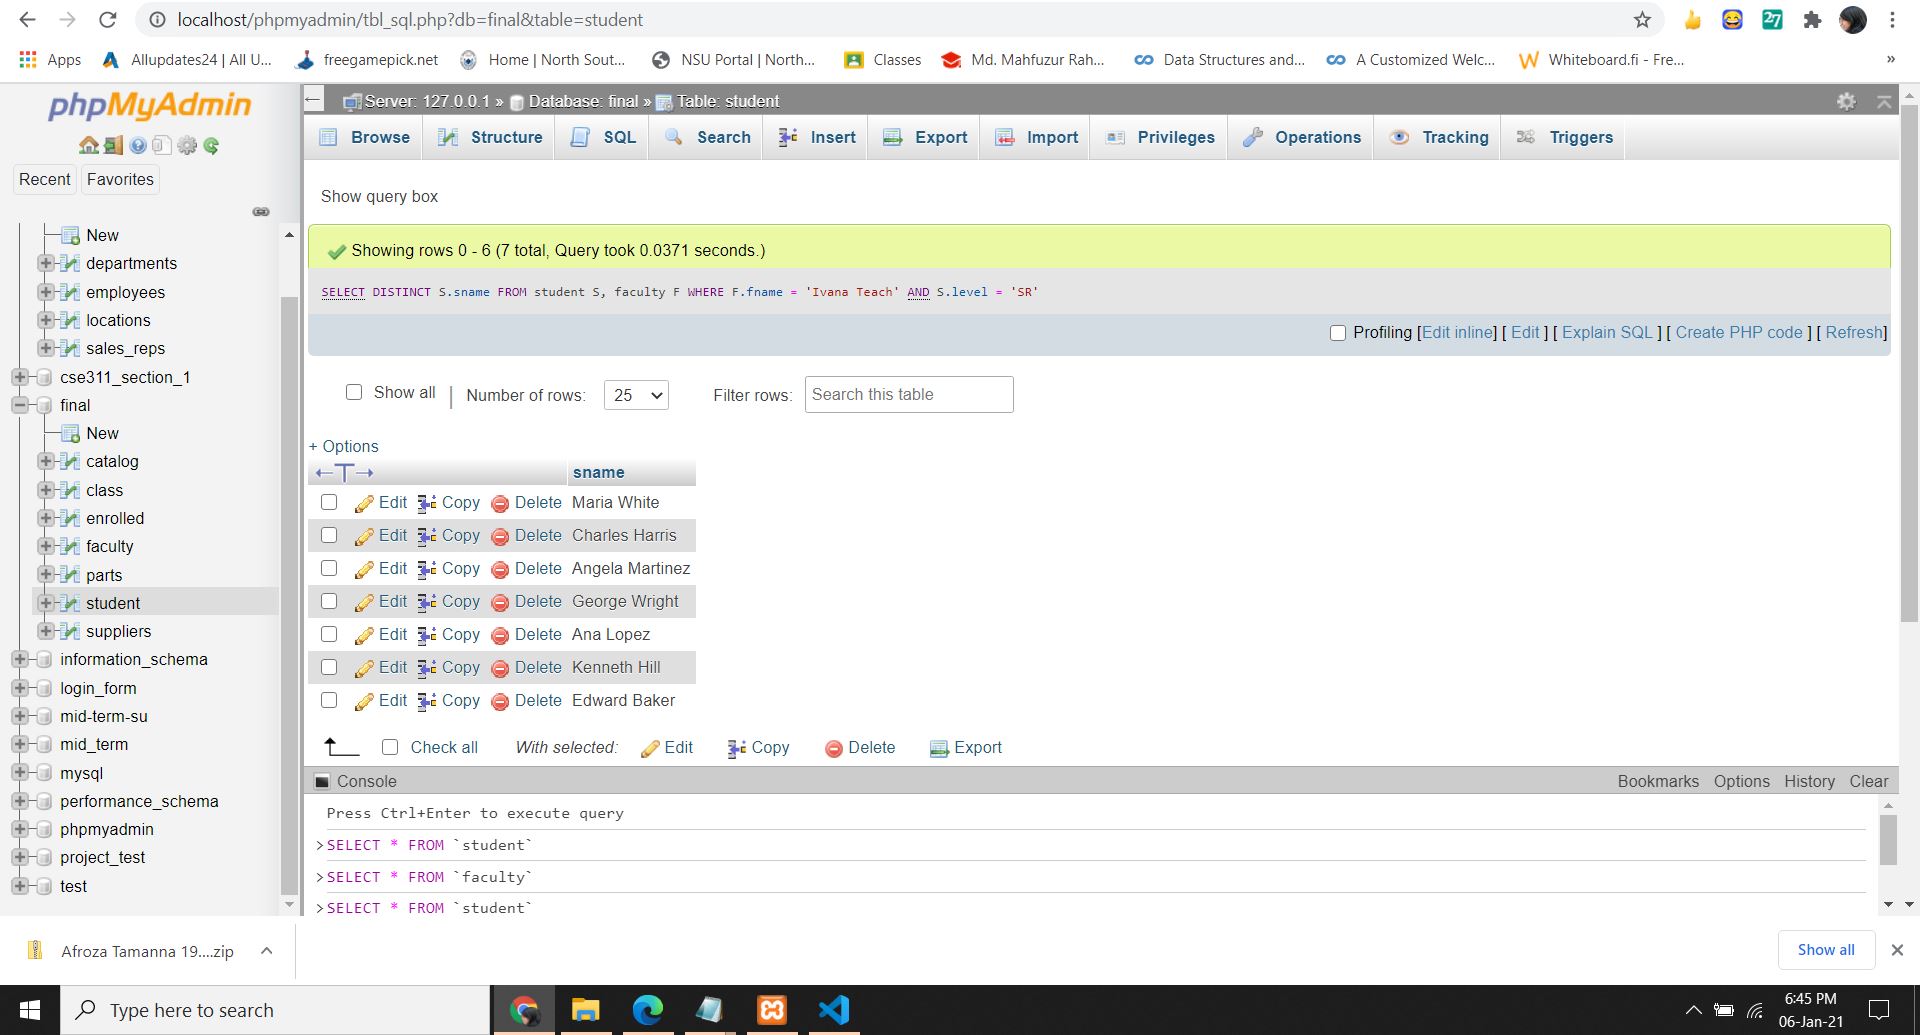 localhost/phpmyadmin/tbl_sql.php?db=final&table=student
Apps Allupdates24 | All U... freegamepick.net Home | North Sout... NSU Portal | North... Classes Md. Mahfuzur Rah... Data Structures and... A Customized Welc... Whiteboard.fi - Fre... »
phpMyAdmin
Recent Favorites
New
departments
employees
locations
sales_reps
cse311_section_1
final
New
catalog
class
enrolled
faculty
parts
student
suppliers
information_schema
login_form
mid-term-su
mid_term
mysql
performance_schema
phpmyadmin
project_test
test
Server: 127.0.0.1 » Database: final » Table: student
Browse Structure SQL Search Insert Export Import Privileges Operations Tracking Triggers
Show query box
Showing rows 0 - 6 (7 total, Query took 0.0371 seconds.)
SELECT DISTINCT S.sname FROM student S, faculty F WHERE F.fname = 'Ivana Teach' AND S.level = 'SR'
Profiling [Edit inline] [ Edit ] [ Explain SQL ] [ Create PHP code ] [ Refresh]
Show all | Number of rows: 25 Filter rows: Search this table
+ Options
←T→ sname
Edit Copy Delete Maria White
Edit Copy Delete Charles Harris
Edit Copy Delete Angela Martinez
Edit Copy Delete George Wright
Edit Copy Delete Ana Lopez
Edit Copy Delete Kenneth Hill
Edit Copy Delete Edward Baker
Check all With selected: Edit Copy Delete Export
Console Bookmarks Options History Clear
Press Ctrl+Enter to execute query
>SELECT * FROM `student`
>SELECT * FROM `faculty`
>SELECT * FROM `student`
Afroza Tamanna 19....zip Show all
Type here to search
6:45 PM
06-Jan-21
27